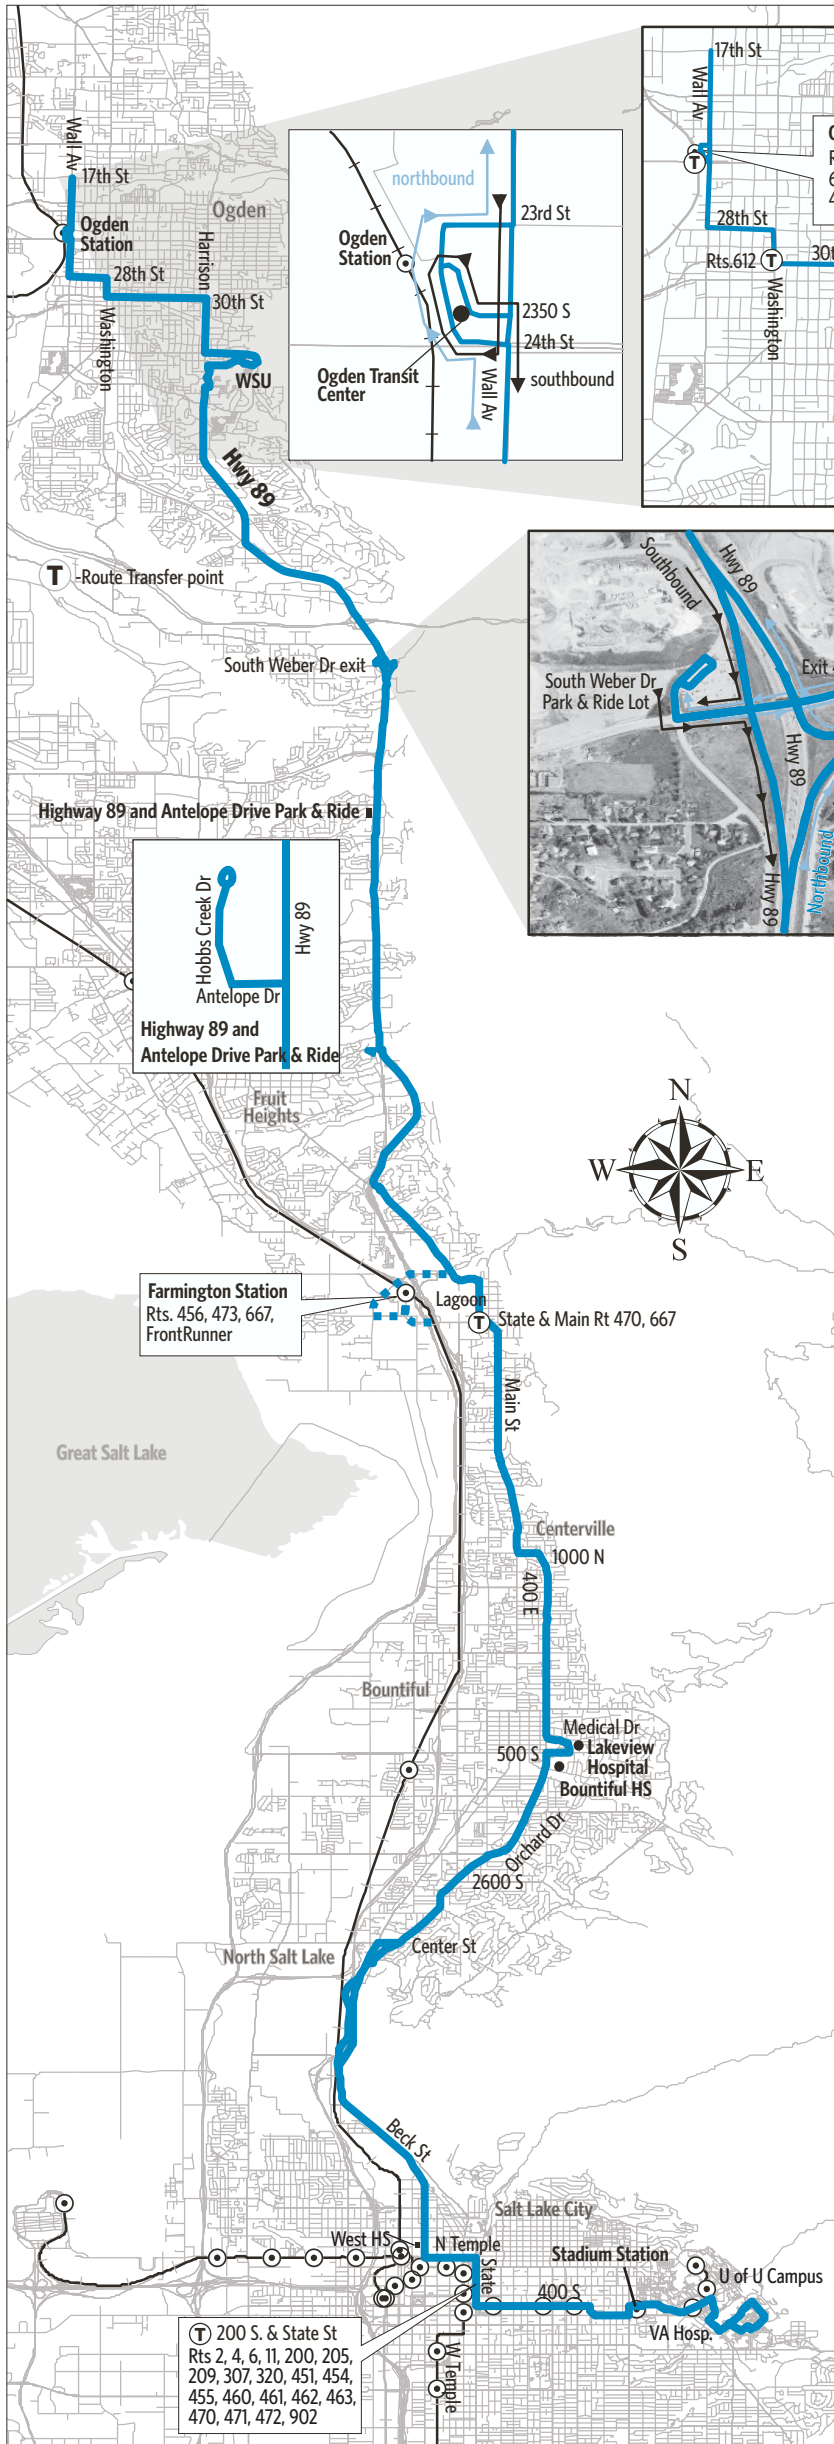 17th St
Wall Av
Ogden
Ogden
Station
Harrison
28th St
30th St
Washington
WSU
Hwy 89
northbound
Ogden
Station
23rd St
2350 S
24th St
Ogden Transit
Center
Wall Av
southbound
17th St
Wall Av
28th St
Rts.612
Washington
T
T
T -Route Transfer point
South Weber Dr exit
Southbound
Hwy 89
Exit
South Weber Dr
Park & Ride Lot
Hwy 89
Hwy 89
Northbound
Highway 89 and Antelope Drive Park & Ride
Hobbs Creek Dr
Hwy 89
Antelope Dr
Highway 89 and
Antelope Drive Park & Ride
Fruit
Heights
N
W
E
S
Farmington Station
Rts. 456, 473, 667,
FrontRunner
Lagoon
T State & Main Rt 470, 667
Main St
Great Salt Lake
Centerville
1000 N
400 E
Bountiful
Medical Dr
500 S
Lakeview
Hospital
Bountiful HS
Orchard Dr
2600 S
Center St
North Salt Lake
Beck St
Salt Lake City
West HS
N Temple
State
Stadium Station
400 S
U of U Campus
VA Hosp.
W Temple
T 200 S. & State St
Rts 2, 4, 6, 11, 200, 205,
209, 307, 320, 451, 454,
455, 460, 461, 462, 463,
470, 471, 472, 902